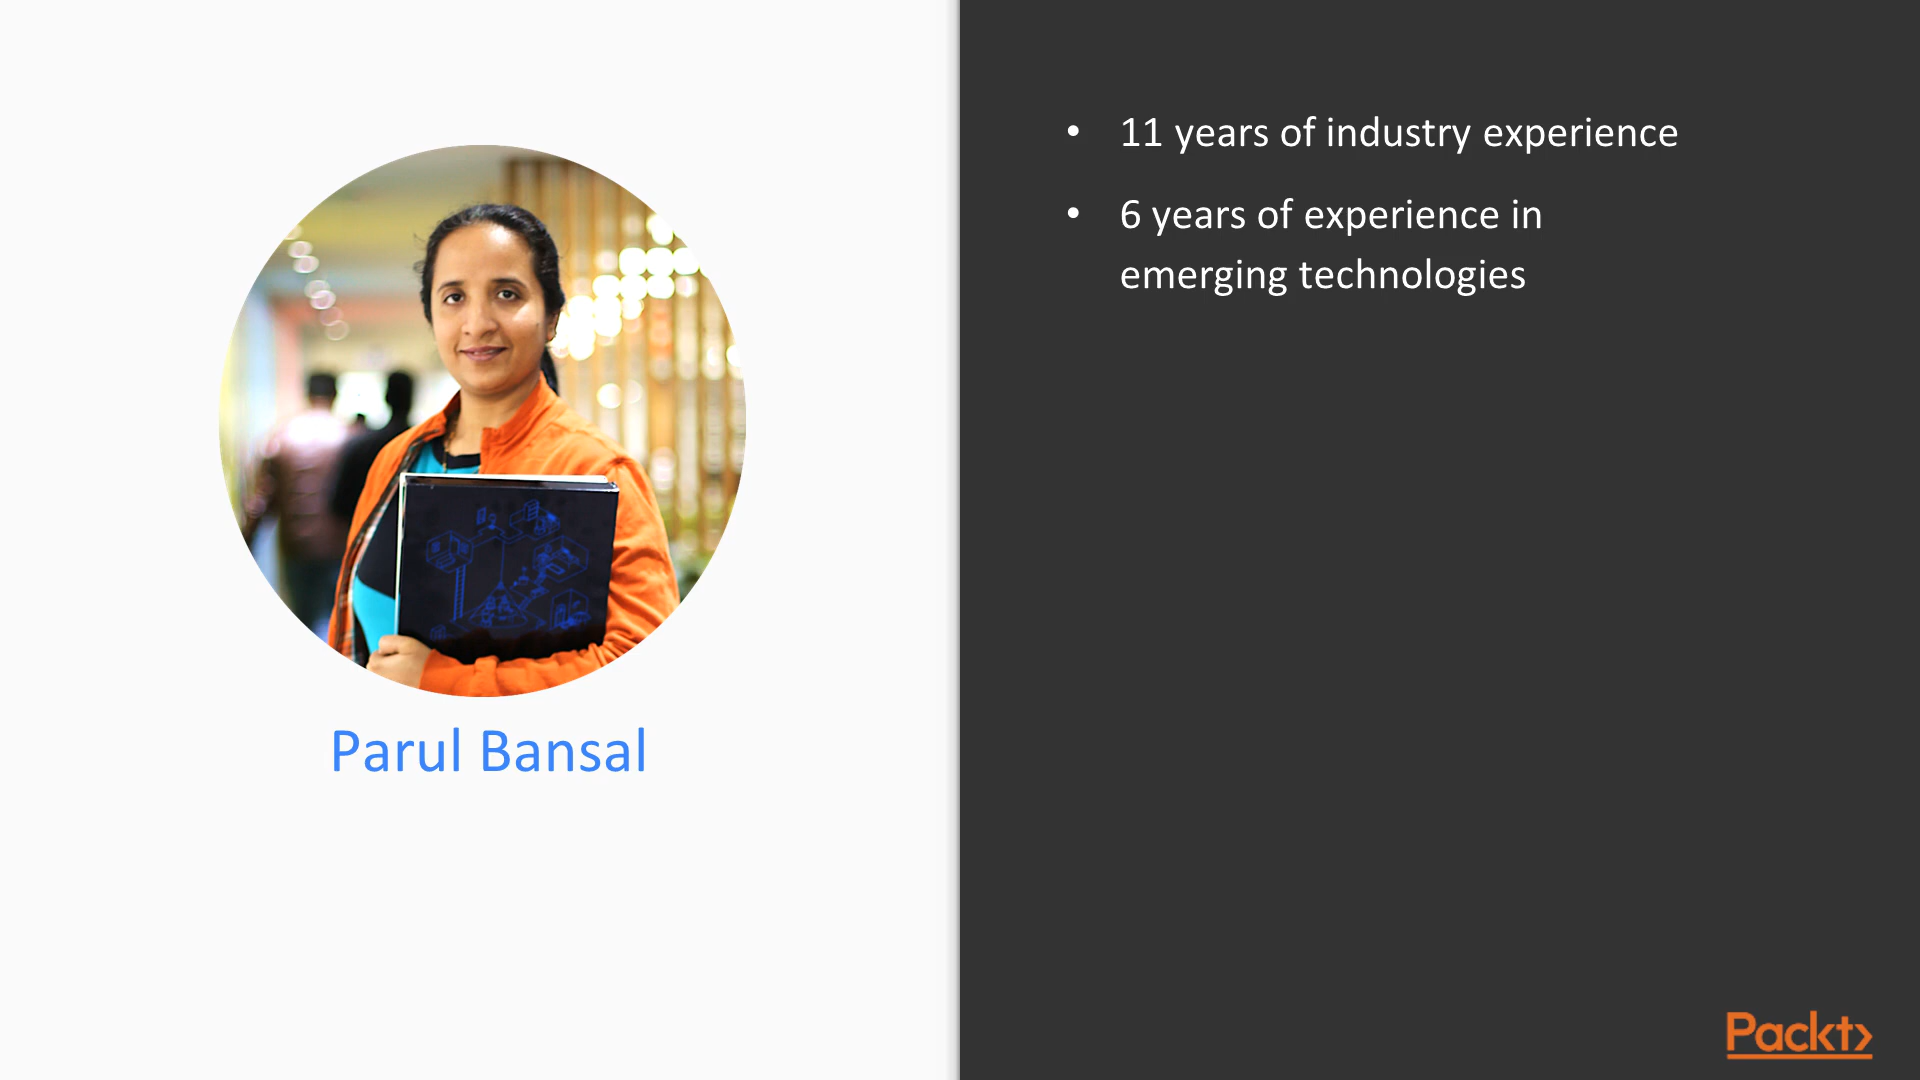 Parul Bansal
• 11 years of industry experience
• 6 years of experience in
emerging technologies
Packt>